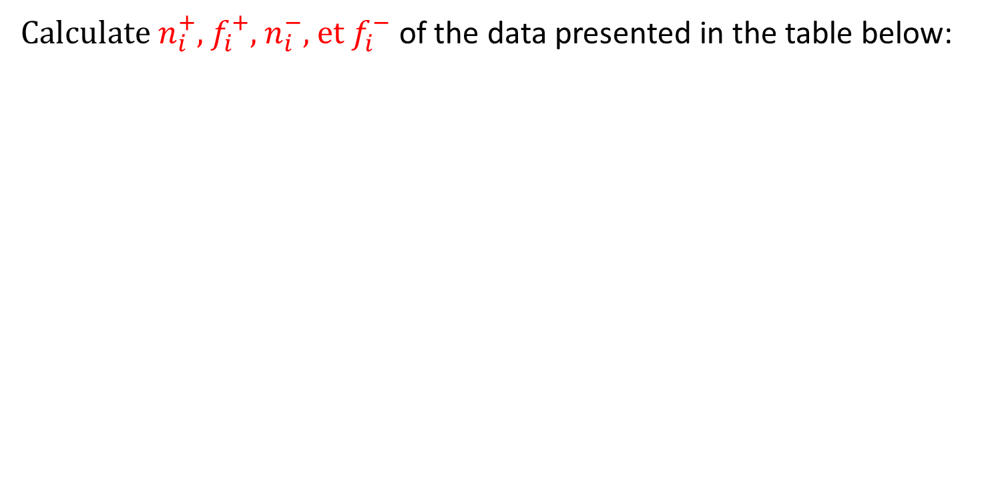 Calculate $n_i^+, f_i^+, n_i^-$, et $f_i^-$ of the data presented in the table below: